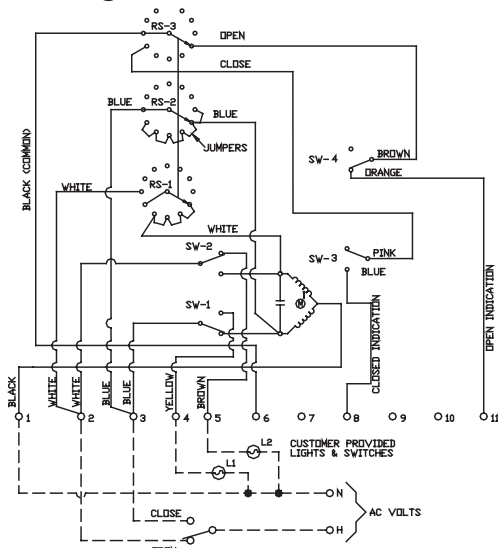 RS-3
OPEN
CLOSE
BLUE
RS-2
BLUE
JUMPERS
BLACK (COMMON)
SW-4
BROWN
ORANGE
WHITE
RS-1
WHITE
SW-2
SW-3
PINK
BLUE
SW-1
M
CLOSED INDICATION
OPEN INDICATION
BLACK
WHITE
WHITE
BLUE
BLUE
YELLOW
BROWN
1
2
3
4
5
6
7
8
9
10
11
CUSTOMER PROVIDED
LIGHTS & SWITCHES
L2
L1
N
CLOSE
AC VOLTS
H